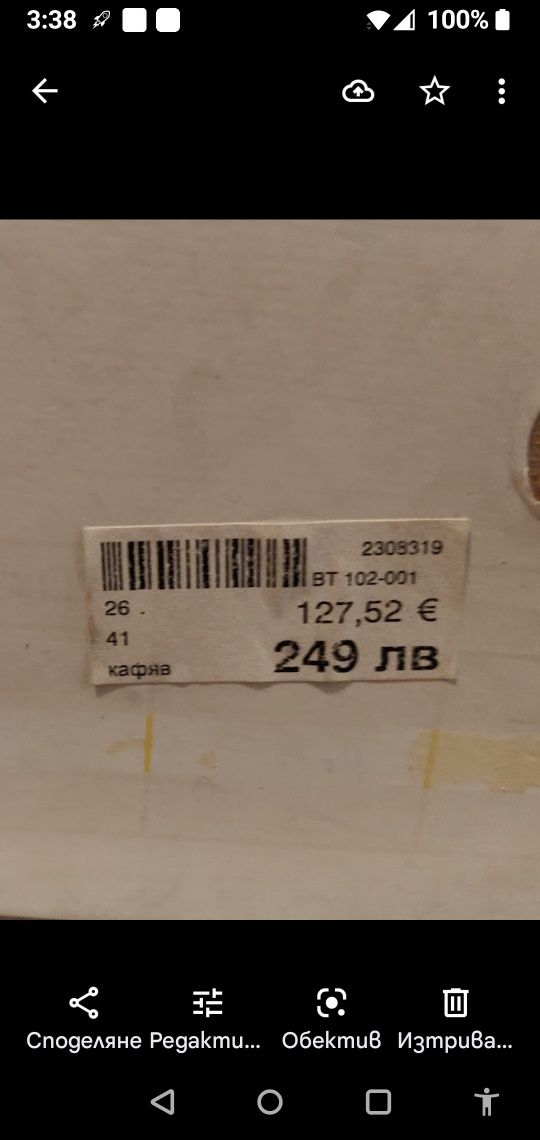 3:38 100%
2308319
BT 102-001
26 .
127,52 €
41
249 лв
кафяв
Споделяне Редакти... Обектив Изтрива...